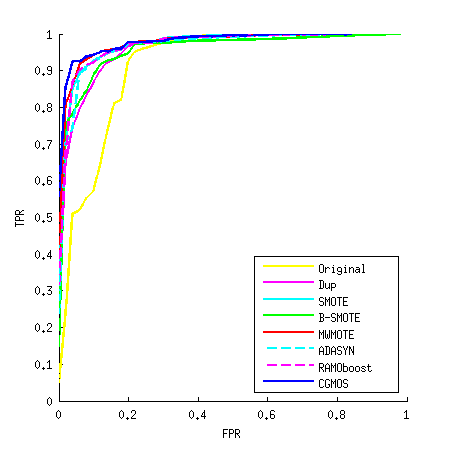 1
0.9
0.8
0.7
0.6
0.5
0.4
0.3
0.2
0.1
0
TPR
0 0.2 0.4 0.6 0.8 1
FPR
Original
Dup
SMOTE
B-SMOTE
MWMOTE
ADASYN
RAMOboost
CGMOS